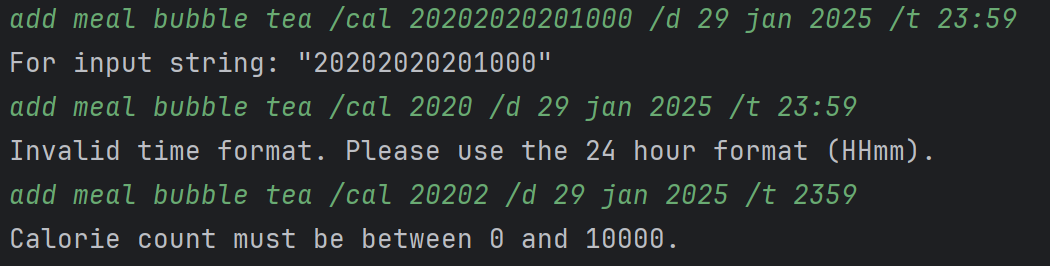 add meal bubble tea /cal 20202020201000 /d 29 jan 2025 /t 23:59
For input string: "20202020201000"
add meal bubble tea /cal 2020 /d 29 jan 2025 /t 23:59
Invalid time format. Please use the 24 hour format (HHmm).
add meal bubble tea /cal 20202 /d 29 jan 2025 /t 2359
Calorie count must be between 0 and 10000.